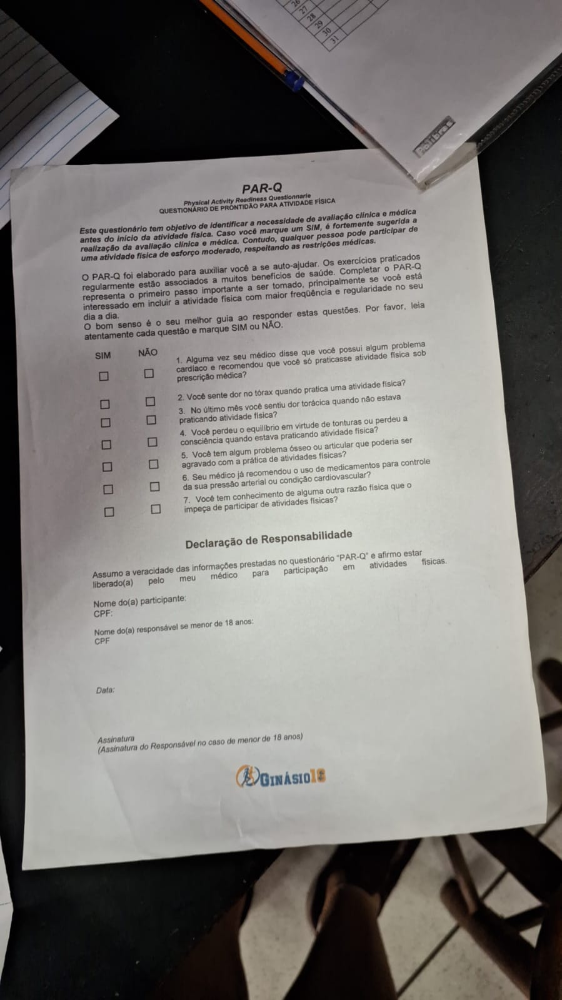 26
27
28
29
30
31
Polibras
PAR-Q
Physical Activity Readiness Questionnarie
QUESTIONÁRIO DE PRONTIDÃO PARA ATIVIDADE FÍSICA
Este questionário tem objetivo de identificar a necessidade de avaliação clínica e médica
antes do início da atividade física. Caso você marque um SIM, é fortemente sugerida a
realização da avaliação clínica e médica. Contudo, qualquer pessoa pode participar de
uma atividade física de esforço moderado, respeitando as restrições médicas.
O PAR-Q foi elaborado para auxiliar você a se auto-ajudar. Os exercícios praticados
regularmente estão associados a muitos benefícios de saúde. Completar o PAR-Q
representa o primeiro passo importante a ser tomado, principalmente se você está
interessado em incluir a atividade física com maior freqüência e regularidade no seu
dia a dia.
O bom senso é o seu melhor guia ao responder estas questões. Por favor, leia
atentamente cada questão e marque SIM ou NÃO.
SIM NÃO
1. Alguma vez seu médico disse que você possui algum problema
cardíaco e recomendou que você só praticasse atividade física sob
prescrição médica?
2. Você sente dor no tórax quando pratica uma atividade física?
3. No último mês você sentiu dor torácica quando não estava
praticando atividade física?
4. Você perdeu o equilíbrio em virtude de tonturas ou perdeu a
consciência quando estava praticando atividade física?
5. Você tem algum problema ósseo ou articular que poderia ser
agravado com a prática de atividades físicas?
6. Seu médico já recomendou o uso de medicamentos para controle
da sua pressão arterial ou condição cardiovascular?
7. Você tem conhecimento de alguma outra razão física que o
impeça de participar de atividades físicas?
Declaração de Responsabilidade
Assumo a veracidade das informações prestadas no questionário "PAR-Q" e afirmo estar
liberado(a) pelo meu médico para participação em atividades físicas.
Nome do(a) participante:
CPF:
Nome do(a) responsável se menor de 18 anos:
CPF
Data:
Assinatura
(Assinatura do Responsável no caso de menor de 18 anos)
GINÁSIO18